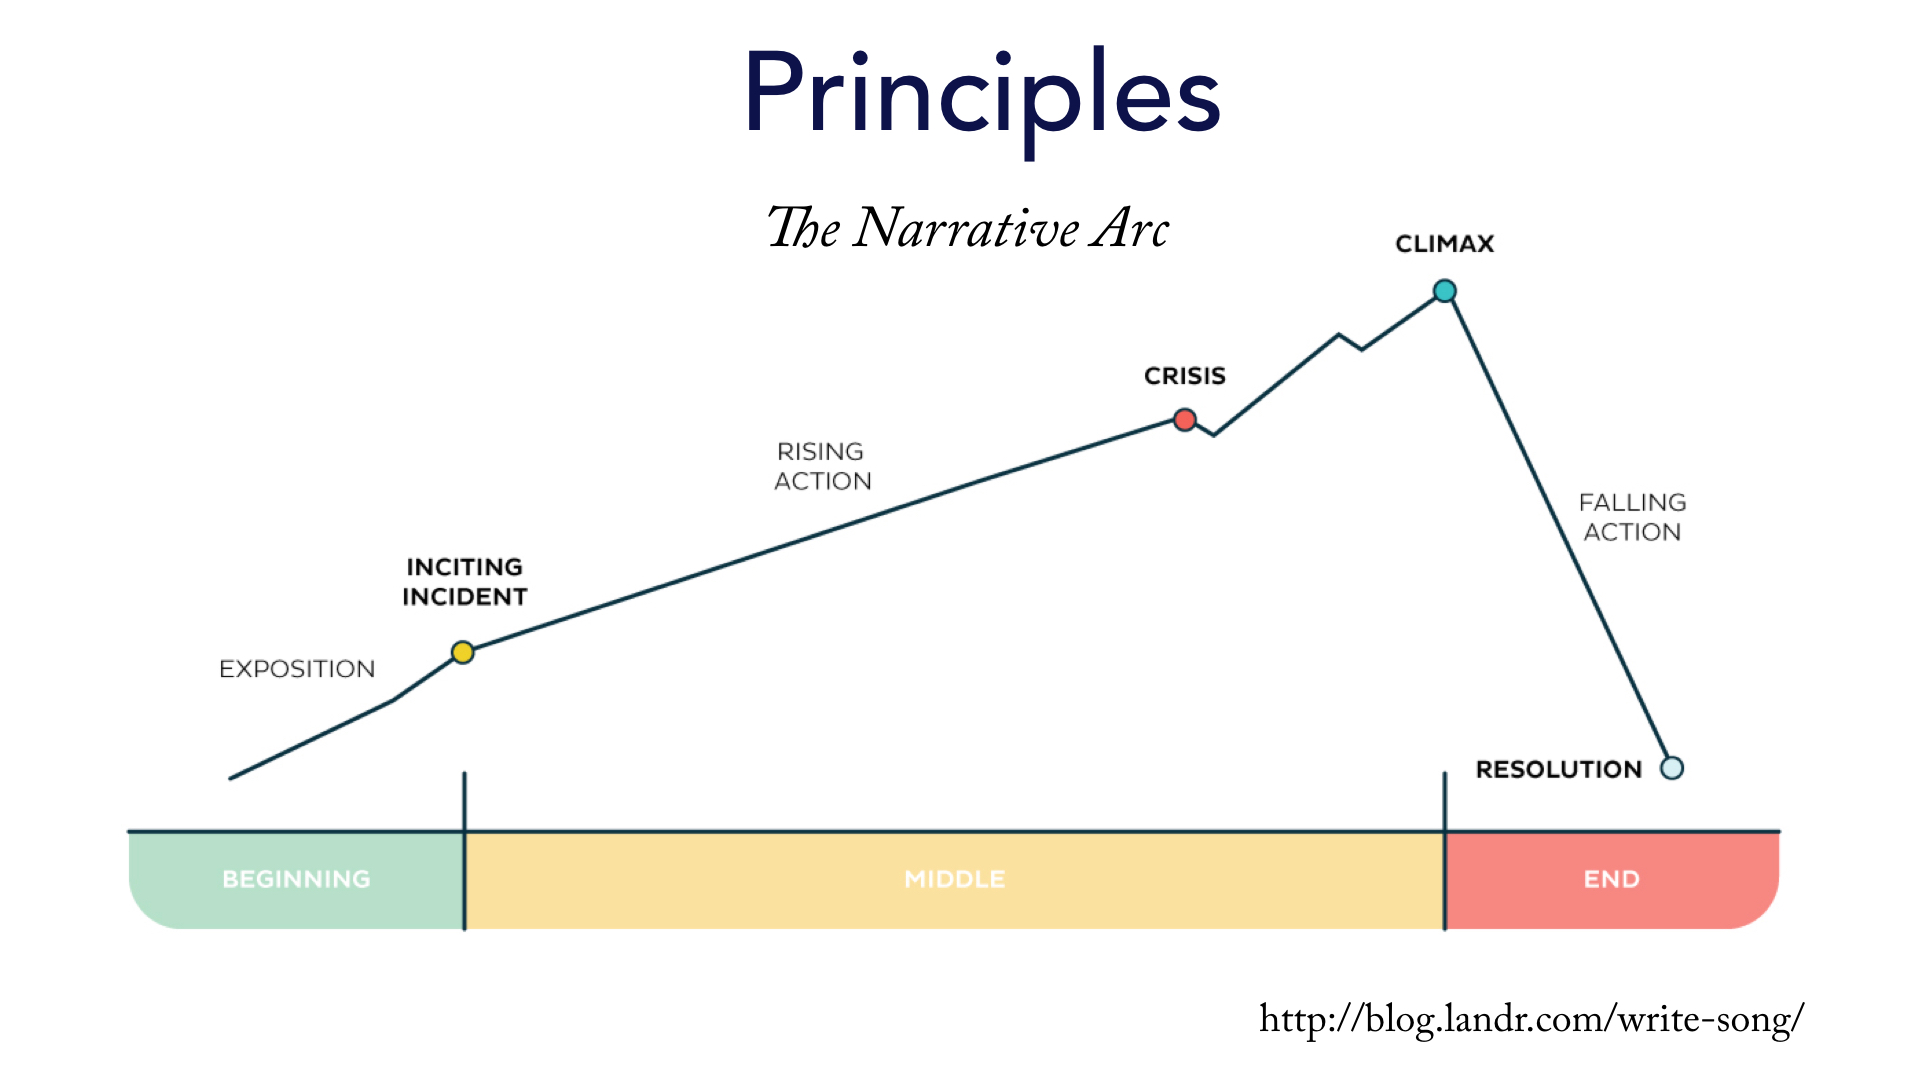 Principles
The Narrative Arc
CLIMAX
CRISIS
RISING
ACTION
FALLING
ACTION
INCITING
INCIDENT
EXPOSITION
RESOLUTION
BEGINNING
MIDDLE
END
http://blog.landr.com/write-song/